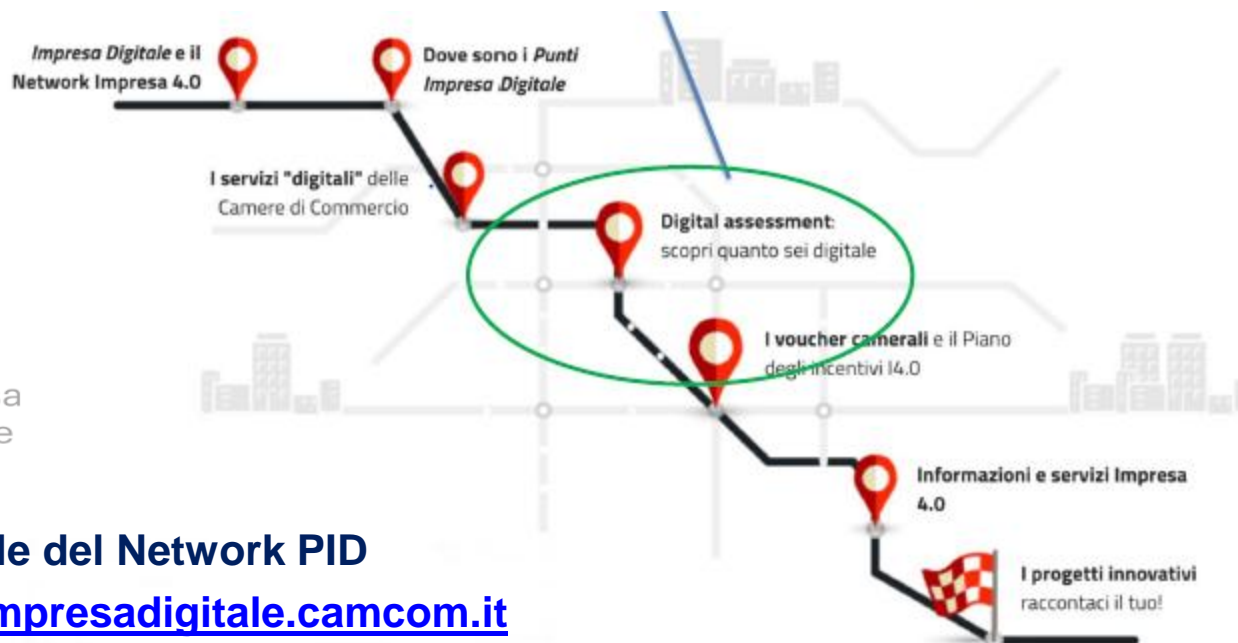 Impresa Digitale e il
Network Impresa 4.0
Dove sono i Punti
Impresa Digitale
I servizi "digitali" delle
Camere di Commercio
Digital assessment:
scopri quanto sei digitale
I voucher camerali e il Piano
degli incentivi I4.0
a
e
Informazioni e servizi Impresa
4.0
le del Network PID
mpresadigitale.camcom.it
I progetti innovativi
raccontaci il tuo!